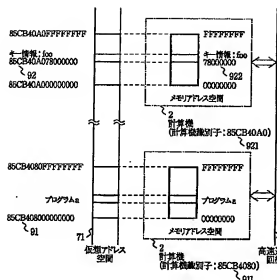 85CB40A0FFFFFFFF
FFFFFFFF
キー情報:foo
85CB40A078000000
92
キー情報:foo
78000000
922
85CB40A000000000
00000000
メモリアドレス空間
2
計算機
(計算機識別子:85CB40A0)
921
85CB4080FFFFFFFF
FFFFFFFF
プログラムa
プログラムa
85CB408000000000
00000000
91
71
仮想アドレス
空間
メモリアドレス空間
2
計算機
(計算機識別子:85CB4080)
911
高速
回